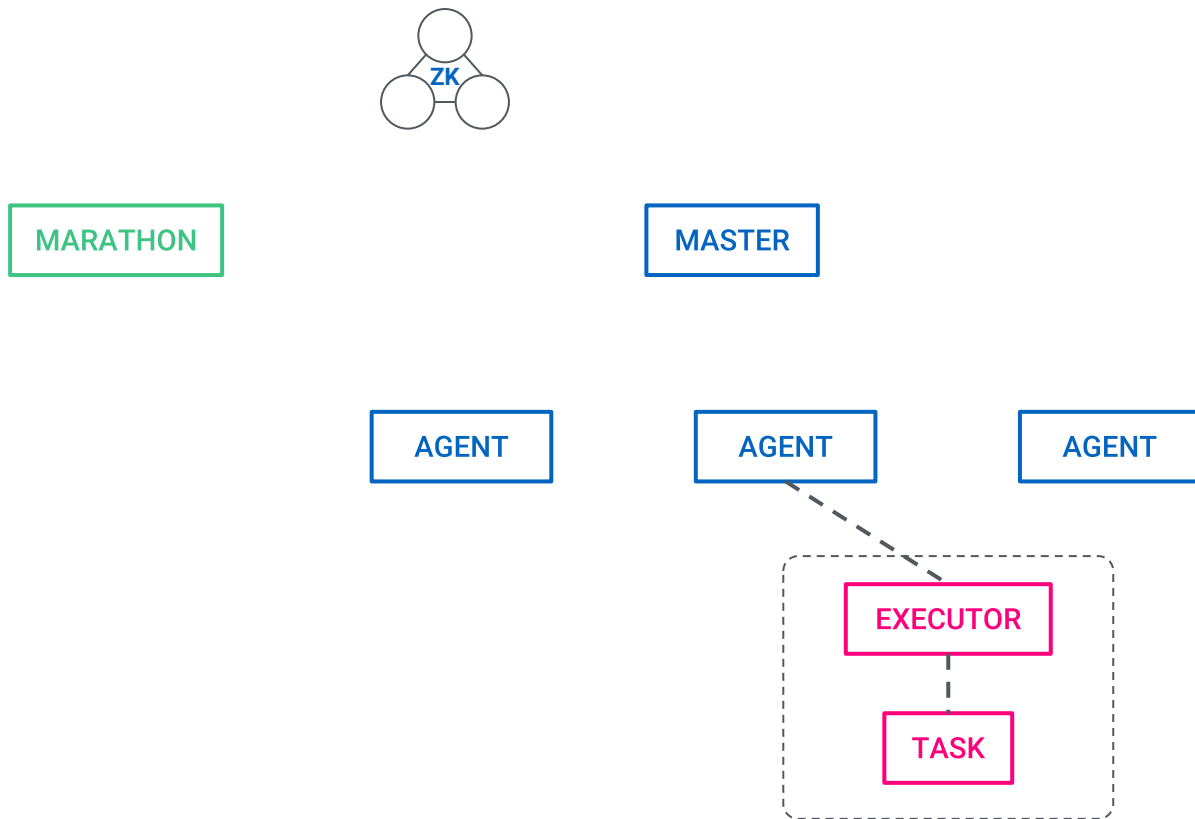 ZK
MARATHON
MASTER
AGENT
AGENT
AGENT
EXECUTOR
TASK